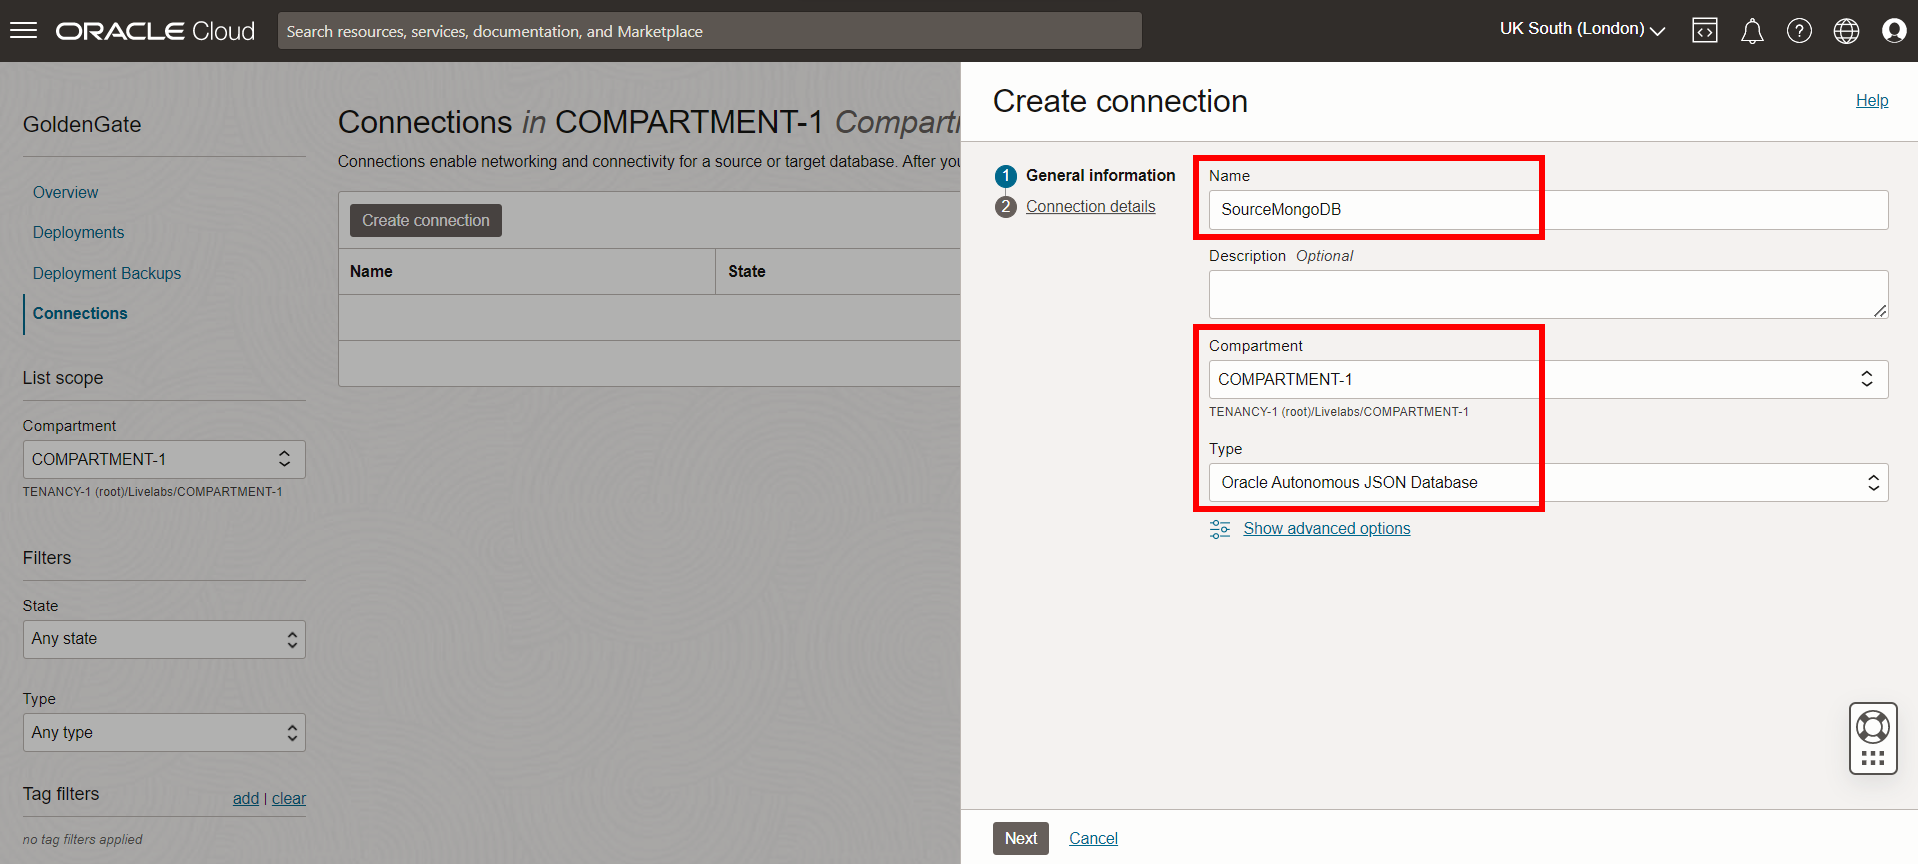 ORACLE Cloud
Search resources, services, documentation, and Marketplace
UK South (London)
GoldenGate
Overview
Deployments
Deployment Backups
Connections
List scope
Compartment
COMPARTMENT-1
TENANCY-1 (root)/Livelabs/COMPARTMENT-1
Filters
State
Any state
Type
Any type
Tag filters
add | clear
no tag filters applied
Connections in COMPARTMENT-1 Compart
Connections enable networking and connectivity for a source or target database. After you
Create connection
Name State
Create connection
Help
1 General information
2 Connection details
Name
SourceMongoDB
Description Optional
Compartment
COMPARTMENT-1
TENANCY-1 (root)/Livelabs/COMPARTMENT-1
Type
Oracle Autonomous JSON Database
Show advanced options
Next Cancel